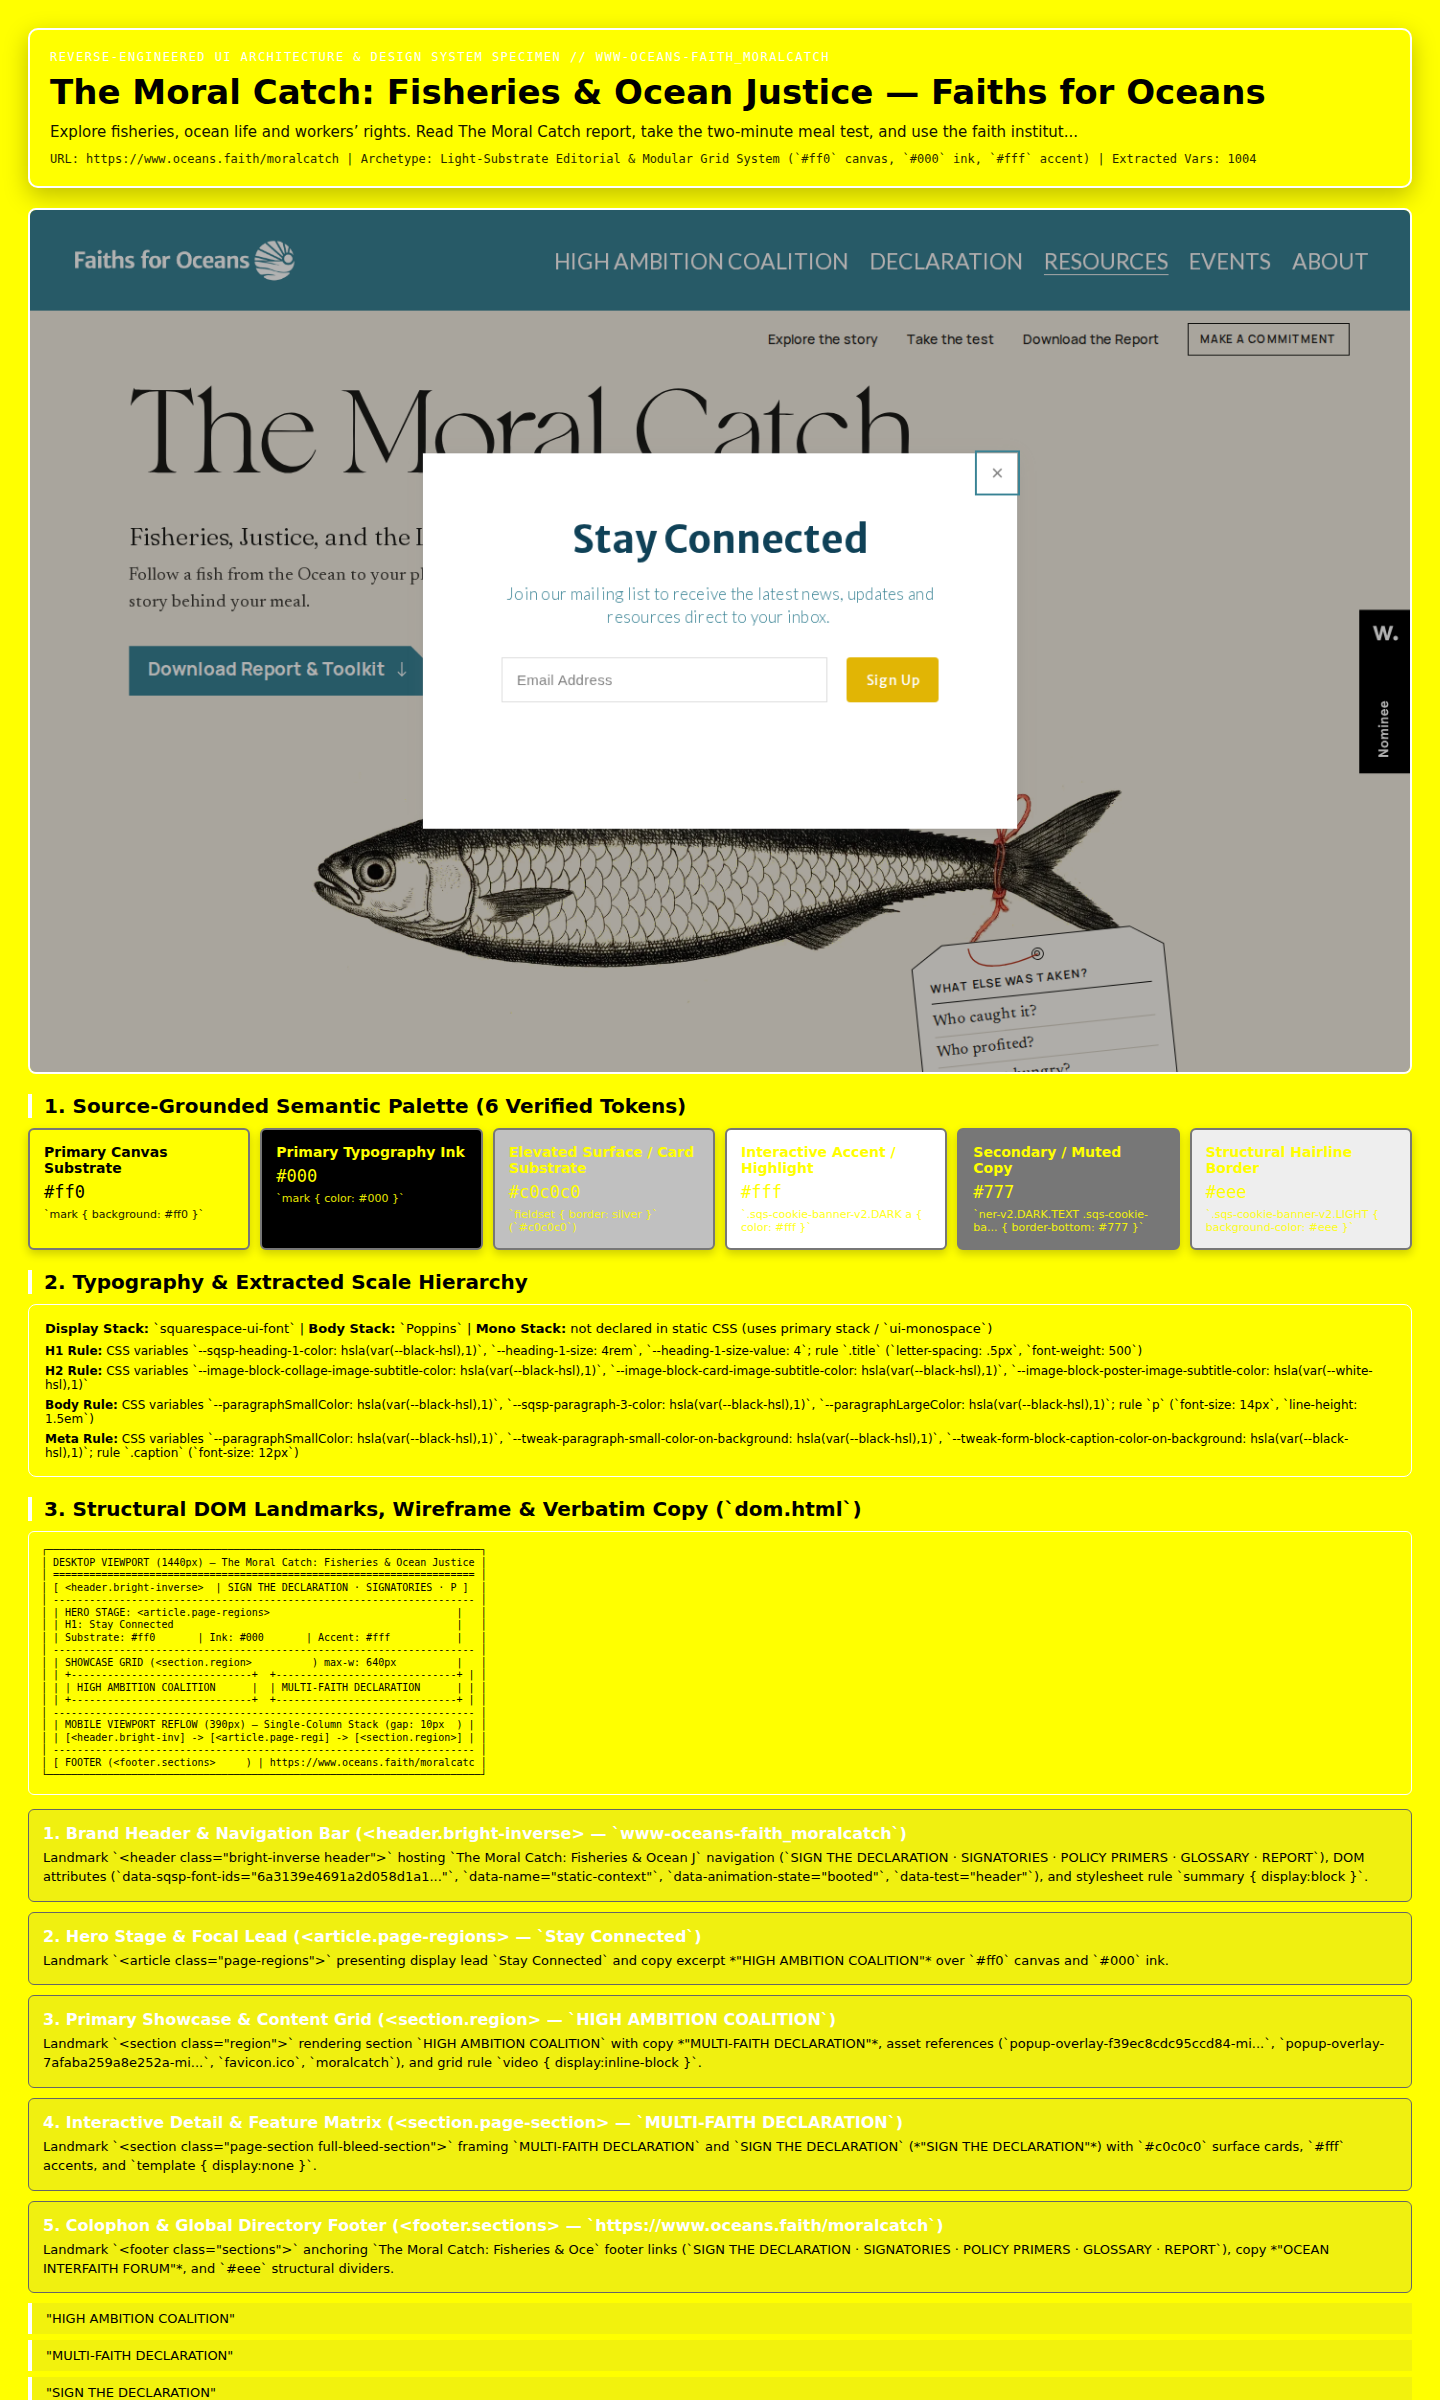 REVERSE ENGINEERED UI ARCHITECTURE & DESIGN SYSTEM SPECIMEN // WWW OCEANS FAITH MORALCATCH
The Moral Catch: Fisheries & Ocean Justice — Faiths for Oceans
Explore fisheries, ocean life and workers’ rights. Read The Moral Catch report, take the two-minute meal test, and use the faith institut...
URL: https://www.oceans.faith/moralcatch | Archetype: Light-Substrate Editorial & Modular Grid System (`#ff0` canvas, `#000` ink, `#fff` accent) | Extracted Vars: 1004
Faiths for Oceans
HIGH AMBITION COALITION DECLARATION RESOURCES EVENTS ABOUT
Explore the story Take the test Download the Report MAKE A COMMITMENT
The Moral Catch
×
Stay Connected
Fisheries, Justice, and the
Follow a fish from the Ocean to your
story behind your meal.
Join our mailing list to receive the latest news, updates and
resources direct to your inbox.
Download Report & Toolkit ↓
Email Address
Sign Up
W.
Nominee
WHAT ELSE WAS TAKEN?
Who caught it?
Who profited?
hungry?
1. Source-Grounded Semantic Palette (6 Verified Tokens)
Primary Canvas
Substrate
#ff0
`mark { background: #ff0 }`
Primary Typography Ink
#000
`mark { color: #000 }`
Elevated Surface / Card
Substrate
#c0c0c0
`fieldset { border: silver }`
(`#c0c0c0`)
Interactive Accent /
Highlight
#fff
`.sqs-cookie-banner-v2.DARK a {
color: #fff }`
Secondary / Muted
Copy
#777
`ner-v2.DARK.TEXT .sqs-cookie-
ba... { border-bottom: #777 }`
Structural Hairline
Border
#eee
`.sqs-cookie-banner-v2.LIGHT {
background-color: #eee }`
2. Typography & Extracted Scale Hierarchy
Display Stack: `squarespace-ui-font` | Body Stack: `Poppins` | Mono Stack: not declared in static CSS (uses primary stack / `ui-monospace`)
H1 Rule: CSS variables `--sqsp-heading-1-color: hsla(var(--black-hsl),1)`, `--heading-1-size: 4rem`, `--heading-1-size-value: 4`; rule `.title` (`letter-spacing: .5px`, `font-weight: 500`)
H2 Rule: CSS variables `--image-block-collage-image-subtitle-color: hsla(var(--black-hsl),1)`, `--image-block-card-image-subtitle-color: hsla(var(--black-hsl),1)`, `--image-block-poster-image-subtitle-color: hsla(var(--white-
hsl),1)`
Body Rule: CSS variables `--paragraphSmallColor: hsla(var(--black-hsl),1)`, `--sqsp-paragraph-3-color: hsla(var(--black-hsl),1)`, `--paragraphLargeColor: hsla(var(--black-hsl),1)`; rule `p` (`font-size: 14px`, `line-height:
1.5em`)
Meta Rule: CSS variables `--paragraphSmallColor: hsla(var(--black-hsl),1)`, `--tweak-paragraph-small-color-on-background: hsla(var(--black-hsl),1)`, `--tweak-form-block-caption-color-on-background: hsla(var(--black-
hsl),1)`; rule `.caption` (`font-size: 12px`)
3. Structural DOM Landmarks, Wireframe & Verbatim Copy (`dom.html`)
DESKTOP VIEWPORT (1440px) — The Moral Catch: Fisheries & Ocean Justice
======================================================================
[ <header.bright-inverse> | SIGN THE DECLARATION · SIGNATORIES · P ]
----------------------------------------------------------------------
| HERO STAGE: <article.page-regions> |
| H1: Stay Connected |
| Substrate: #ff0 | Ink: #000 | Accent: #fff |
----------------------------------------------------------------------
| SHOWCASE GRID (<section.region> ) max-w: 640px |
| +------------------------------+ +------------------------------+ |
| | HIGH AMBITION COALITION | | MULTI-FAITH DECLARATION | |
| +------------------------------+ +------------------------------+ |
----------------------------------------------------------------------
| MOBILE VIEWPORT REFLOW (390px) — Single-Column Stack (gap: 10px ) |
| [<header.bright-inv] -> [<article.page-regi] -> [<section.region>] |
----------------------------------------------------------------------
[ FOOTER (<footer.sections> ) | https://www.oceans.faith/moralcatc
1. Brand Header & Navigation Bar (<header.bright-inverse> — `www-oceans-faith_moralcatch`)
Landmark `<header class="bright-inverse header">` hosting `The Moral Catch: Fisheries & Ocean J` navigation (`SIGN THE DECLARATION · SIGNATORIES · POLICY PRIMERS · GLOSSARY · REPORT`), DOM
attributes (`data-sqsp-font-ids="6a3139e4691a2d058d1a1..."`, `data-name="static-context"`, `data-animation-state="booted"`, `data-test="header"`), and stylesheet rule `summary { display:block }`.
2. Hero Stage & Focal Lead (<article.page-regions> — `Stay Connected`)
Landmark `<article class="page-regions">` presenting display lead `Stay Connected` and copy excerpt *"HIGH AMBITION COALITION"* over `#ff0` canvas and `#000` ink.
3. Primary Showcase & Content Grid (<section.region> — `HIGH AMBITION COALITION`)
Landmark `<section class="region">` rendering section `HIGH AMBITION COALITION` with copy *"MULTI-FAITH DECLARATION"*, asset references (`popup-overlay-f39ec8cdc95ccd84-mi...`, `popup-overlay-
7afaba259a8e252a-mi...`, `favicon.ico`, `moralcatch`), and grid rule `video { display:inline-block }`.
4. Interactive Detail & Feature Matrix (<section.page-section> — `MULTI-FAITH DECLARATION`)
Landmark `<section class="page-section full-bleed-section">` framing `MULTI-FAITH DECLARATION` and `SIGN THE DECLARATION` (*"SIGN THE DECLARATION"*) with `#c0c0c0` surface cards, `#fff`
accents, and `template { display:none }`.
5. Colophon & Global Directory Footer (<footer.sections> — `https://www.oceans.faith/moralcatch`)
Landmark `<footer class="sections">` anchoring `The Moral Catch: Fisheries & Oce` footer links (`SIGN THE DECLARATION · SIGNATORIES · POLICY PRIMERS · GLOSSARY · REPORT`), copy *"OCEAN
INTERFAITH FORUM"*, and `#eee` structural dividers.
"HIGH AMBITION COALITION"
"MULTI-FAITH DECLARATION"
"SIGN THE DECLARATION"